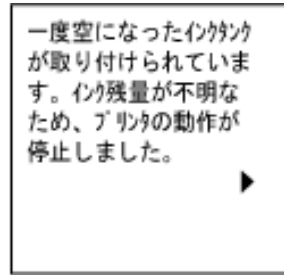 一度空になったｲﾝｸﾀﾝｸ
が取り付けられていま
す。ｲﾝｸ残量が不明な
ため、ﾌﾟﾘﾝﾀの動作が
停止しました。